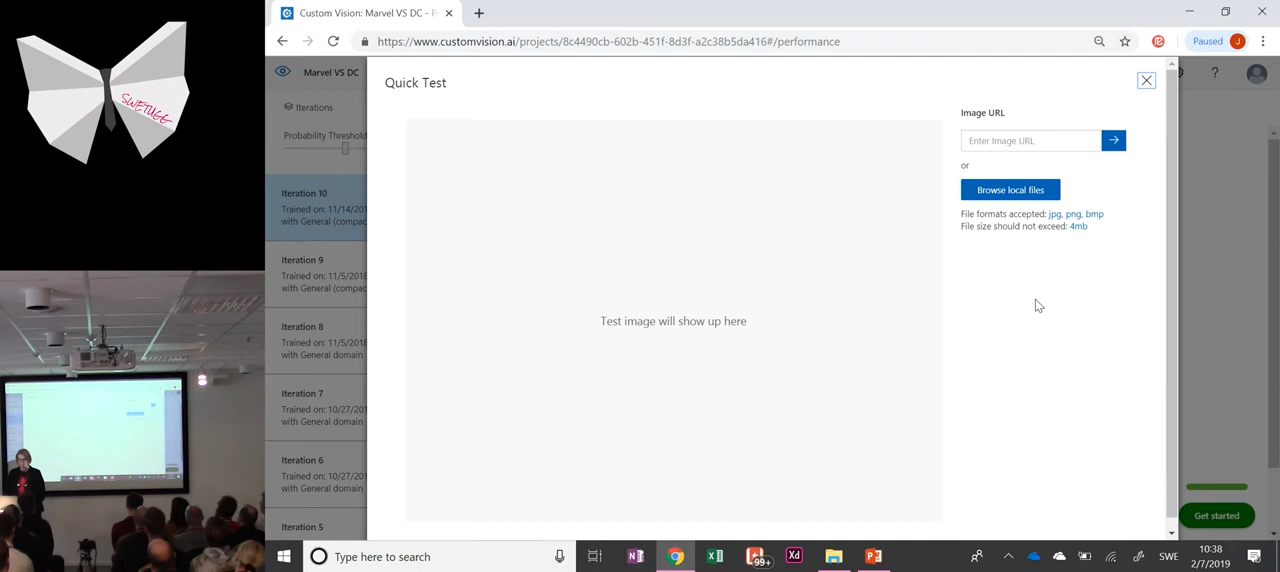 SWETUGG
Custom Vision: Marvel VS DC - P
https://www.customvision.ai/projects/8c4490cb-602b-451f-8d3f-a2c38b5da416#/performance
Paused
J
Marvel VS DC
?
Iterations
Probability Threshold
Iteration 10
Trained on: 11/14/201
with General (compac
Iteration 9
Trained on: 11/5/2018
with General (compac
Iteration 8
Trained on: 11/5/2018
with General domain
Iteration 7
Trained on: 10/27/201
with General domain
Iteration 6
Trained on: 10/27/201
with General domain
Iteration 5
Quick Test
Test image will show up here
Image URL
Enter Image URL
or
Browse local files
File formats accepted: jpg, png, bmp
File size should not exceed: 4mb
Get started
Type here to search
99+
Xd
SWE
10:38
2/7/2019